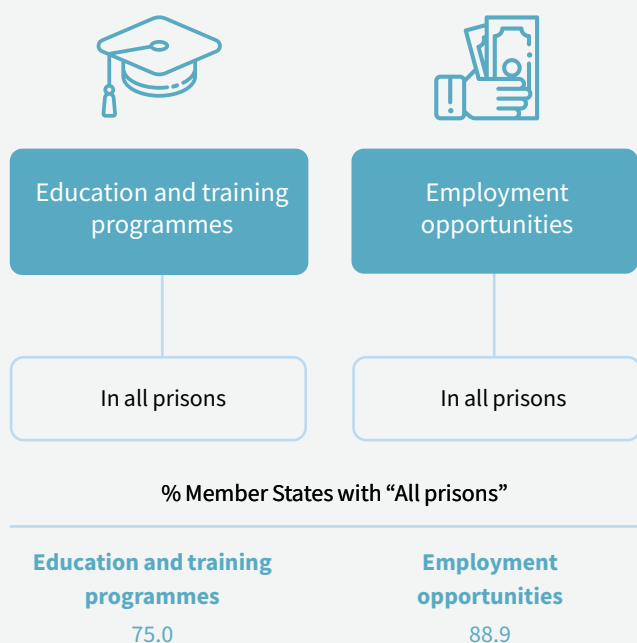 Education and training
programmes
Employment
opportunities
In all prisons
In all prisons
% Member States with “All prisons”
Education and training
programmes
Employment
opportunities
75.0
88.9